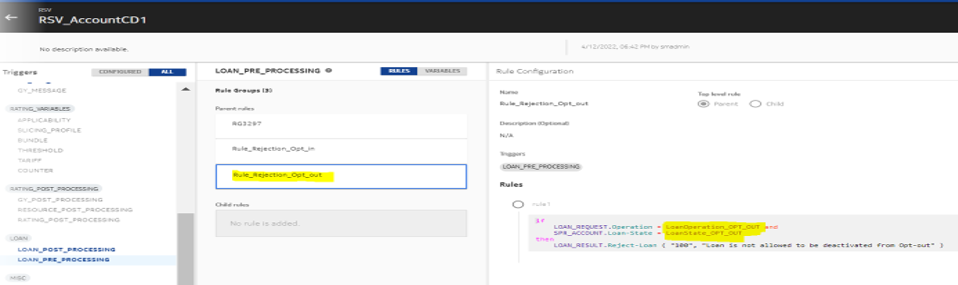 RSV
RSV_AccountCD1
No description available.
4/12/2022, 06:42 PM by smadmin
Triggers
CONFIGURED
ALL
GY_MESSAGE
RATING_VARIABLES
APPLICABILITY
SLICING_PROFILE
BUNDLE
THRESHOLD
TARIFF
COUNTER
RATING_POST_PROCESSING
GY_POST_PROCESSING
RESOURCE_POST_PROCESSING
RATING_POST_PROCESSING
LOAN
LOAN_POST_PROCESSING
LOAN_PRE_PROCESSING
MISC
LOAN_PRE_PROCESSING
RULES
VARIABLES
Rule Groups (3)
Parent rules
RG3297
Rule_Rejection_Opt_in
Rule_Rejection_Opt_out
Child rules
No rule is added.
Rule Configuration
Name
Rule_Rejection_Opt_out
Top level rule
Parent
Child
Description (Optional)
N/A
Triggers
LOAN_PRE_PROCESSING
Rules
rule1
if
LOAN_REQUEST.Operation = LoanOperation_OPT_OUT and
SPR_ACCOUNT.Loan-State = LoanState_OPT_OUT
then
LOAN_RESULT.Reject-Loan ( "100", "Loan is not allowed to be deactivated from Opt-out" )